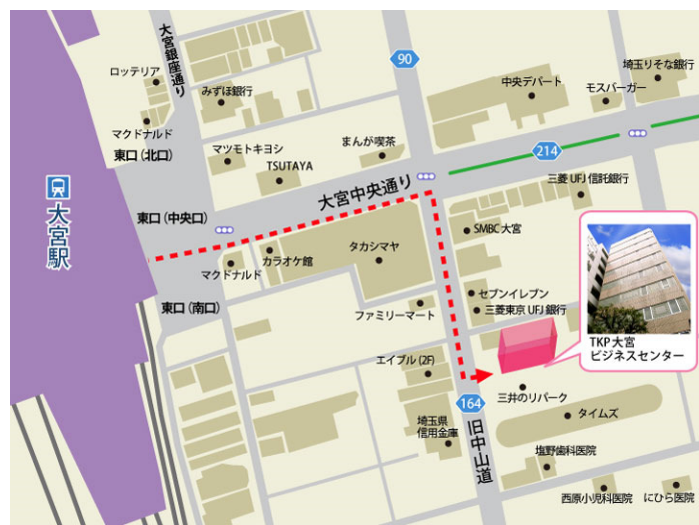 大宮銀座通り
ロッテリア
みずほ銀行
90
中央デパート
埼玉りそな銀行
モスバーガー
マクドナルド
東口(北口)
マツモトキヨシ
まんが喫茶
214
TSUTAYA
大宮中央通り
三菱UFJ信託銀行
大宮駅
東口(中央口)
SMBC大宮
タカシマヤ
カラオケ館
マクドナルド
セブンイレブン
東口(南口)
ファミリーマート
三菱東京UFJ銀行
TKP大宮
ビジネスセンター
エイブル(2F)
三井のリパーク
164
タイムズ
埼玉県
信用金庫
旧中山道
塩野歯科医院
西原小児科医院
にひら医院